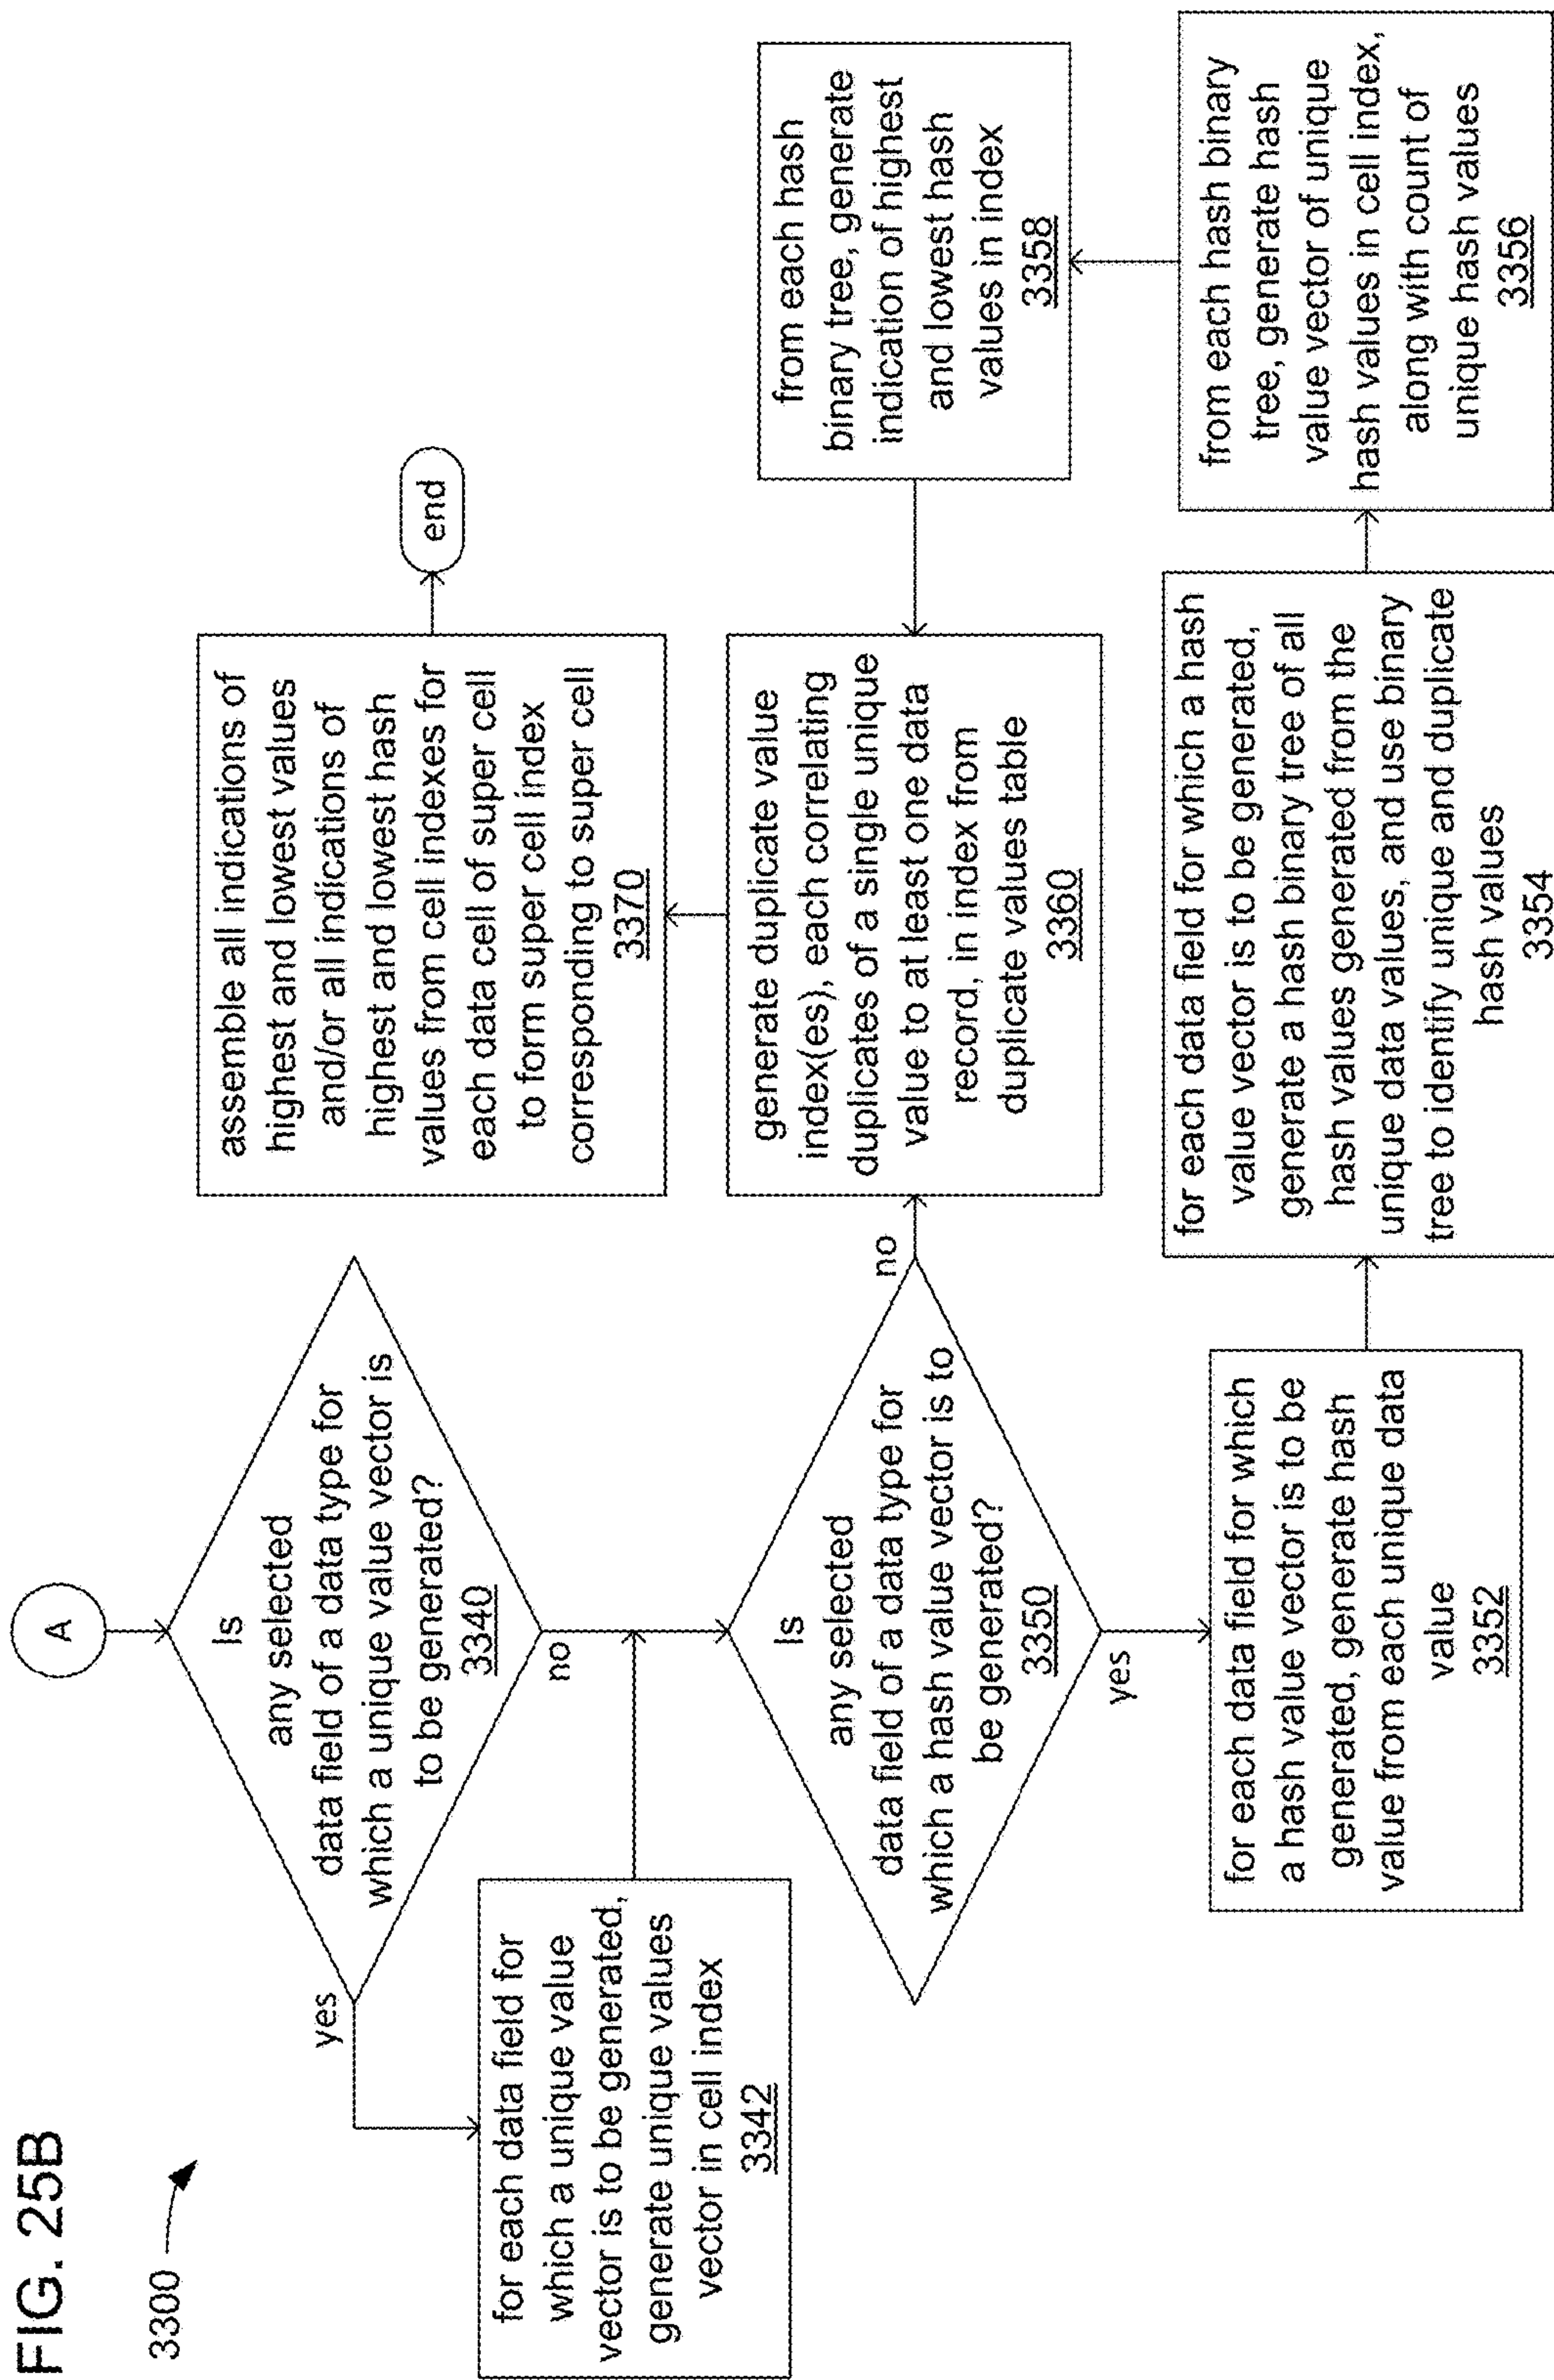 FIG. 25B
3300
A
Is
any selected
data field of a data type for
which a unique value vector is
to be generated?
3340
yes
no
for each data field for
which a unique value
vector is to be generated,
generate unique values
vector in cell index
3342
Is
any selected
data field of a data type for
which a hash value vector is to
be generated?
3350
yes
no
for each data field for which
a hash value vector is to be
generated, generate hash
value from each unique data
value
3352
for each data field for which a hash
value vector is to be generated,
generate a hash binary tree of all
hash values generated from the
unique data values, and use binary
tree to identify unique and duplicate
hash values
3354
from each hash binary
tree, generate hash
value vector of unique
hash values in cell index,
along with count of
unique hash values
3356
from each hash
binary tree, generate
indication of highest
and lowest hash
values in index
3358
generate duplicate value
index(es), each correlating
duplicates of a single unique
value to at least one data
record, in index from
duplicate values table
3360
assemble all indications of
highest and lowest values
and/or all indications of
highest and lowest hash
values from cell indexes for
each data cell of super cell
to form super cell index
corresponding to super cell
3370
end